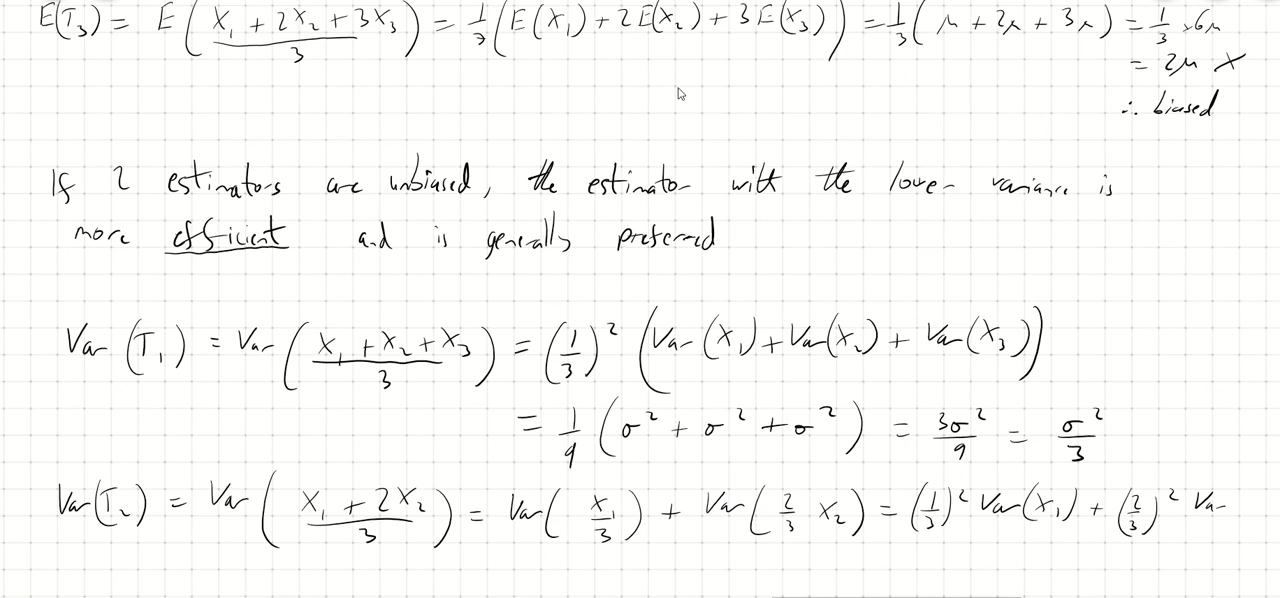 E(T₃) = E((X₁ + 2X₂ + 3X₃)/3) = 1/3 (E(X₁) + 2E(X₂) + 3E(X₃)) = 1/3 (μ + 2μ + 3μ) = 1/3 × 6μ
= 2μ ×
∴ biased
If 2 estimators are unbiased, the estimator with the lower variance is
more efficient and is generally preferred
Var (T₁) = Var ((X₁ + X₂ + X₃)/3) = (1/3)² (Var(X₁) + Var(X₂) + Var(X₃))
= 1/9 (σ² + σ² + σ²) = 3σ²/9 = σ²/3
Var(T₂) = Var ((X₁ + 2X₂)/3) = Var(X₁/3) + Var(2/3 X₂) = (1/3)² Var(X₁) + (2/3)² Var